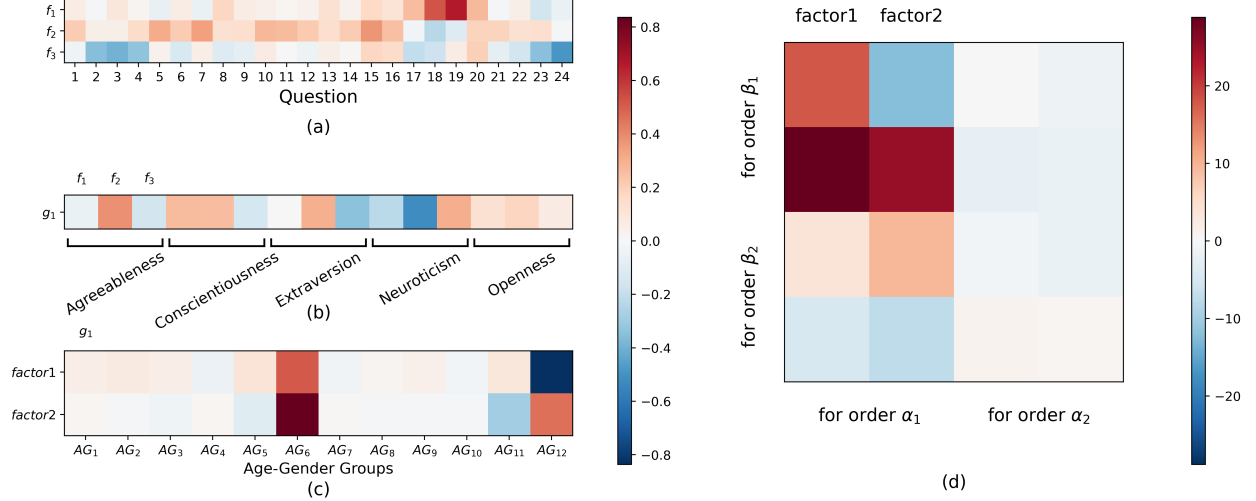 f₁
f₂
f₃
1 2 3 4 5 6 7 8 9 10 11 12 13 14 15 16 17 18 19 20 21 22 23 24
Question
(a)
f₁ f₂ f₃
g₁
Agreeableness Conscientiousness Extraversion Neuroticism Openness
(b)
g₁
factor1
factor2
AG₁ AG₂ AG₃ AG₄ AG₅ AG₆ AG₇ AG₈ AG₉ AG₁₀ AG₁₁ AG₁₂
Age-Gender Groups
(c)
0.8
0.6
0.4
0.2
0.0
−0.2
−0.4
−0.6
−0.8
factor1 factor2
for order β₁
for order β₂
for order α₁ for order α₂
(d)
20
10
0
−10
−20